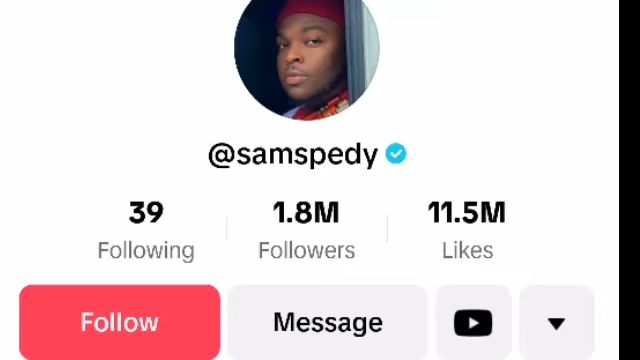 @samspedy
39 1.8M 11.5M
Following Followers Likes
Follow Message